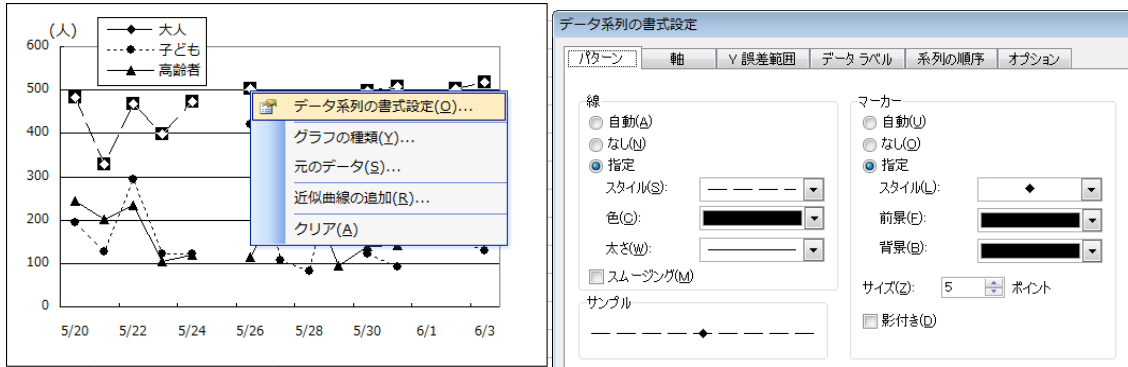 (人)
大人
子ども
高齢者
600
500
400
300
200
100
0
5/20
5/22
5/24
5/26
5/28
5/30
6/1
6/3
データ系列の書式設定(O)...
グラフの種類(Y)...
元のデータ(S)...
近似曲線の追加(R)...
クリア(A)
データ系列の書式設定
パターン
軸
Y 誤差範囲
データ ラベル
系列の順序
オプション
線
自動(A)
なし(N)
指定
スタイル(S):
色(C):
太さ(W):
スムージング(M)
サンプル
マーカー
自動(U)
なし(O)
指定
スタイル(L):
前景(F):
背景(B):
サイズ(Z): 5 ポイント
影付き(D)